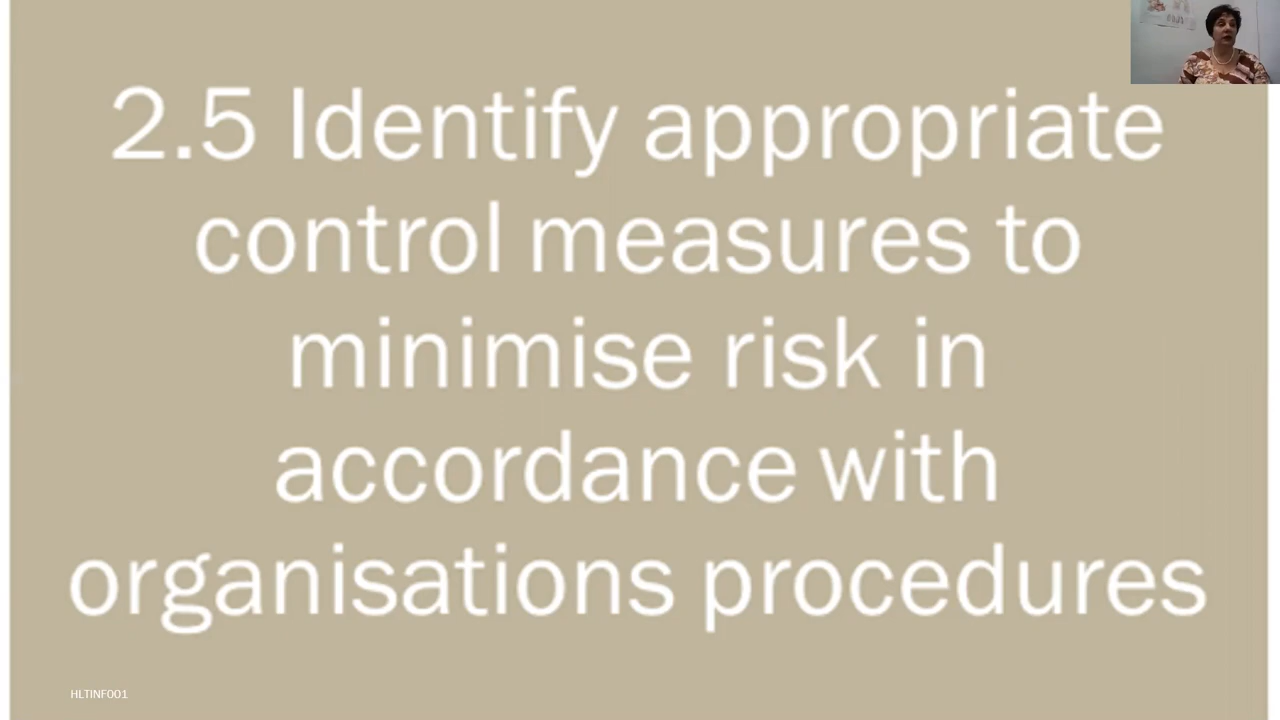 2.5 Identify appropriate
control measures to
minimise risk in
accordance with
organisations procedures
HLTINF001